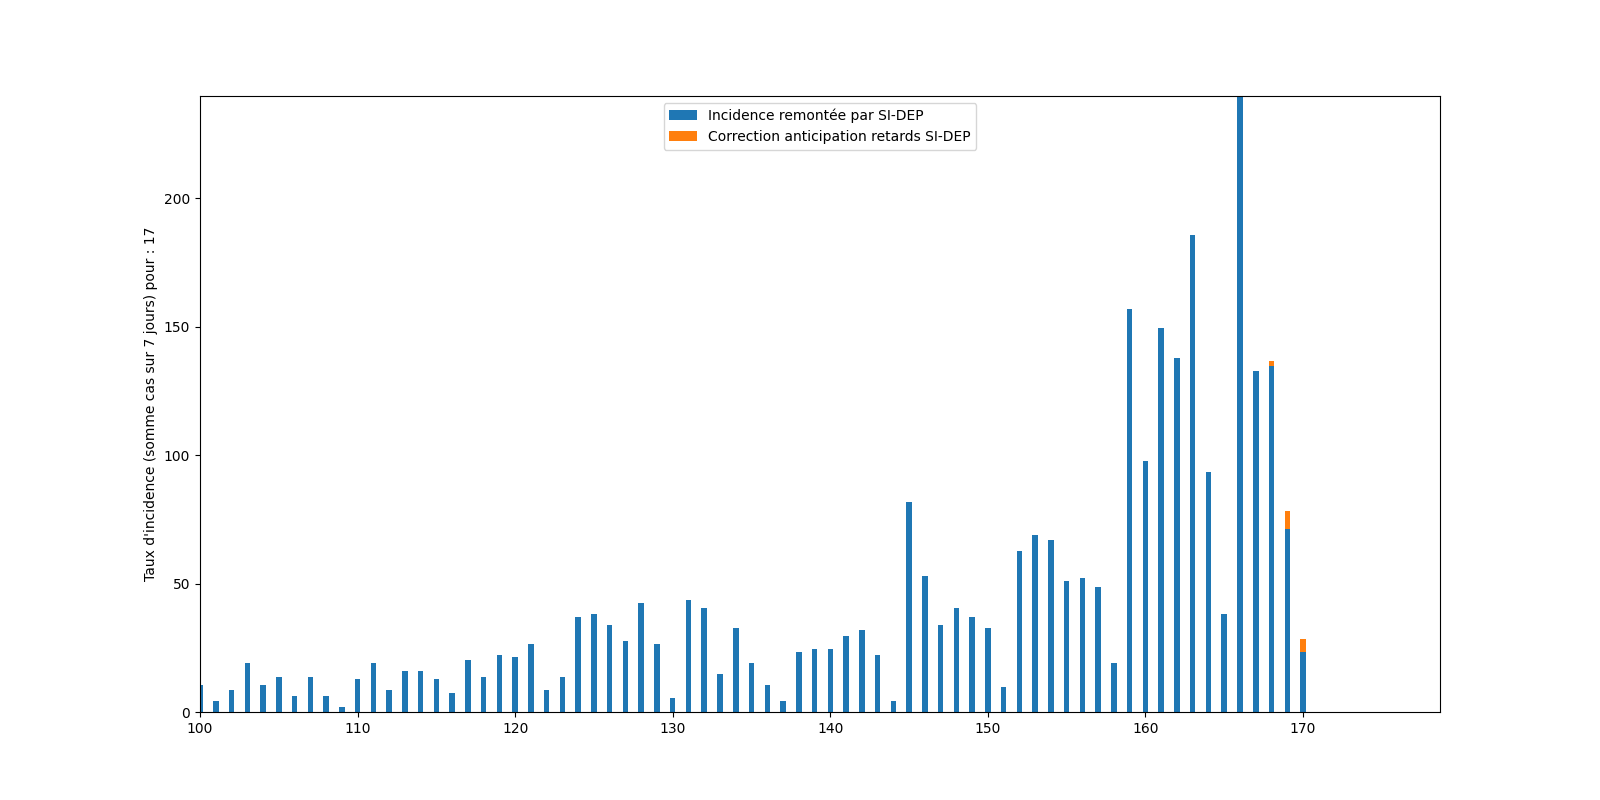 Incidence remontée par SI-DEP
Correction anticipation retards SI-DEP
Taux d'incidence (somme cas sur 7 jours) pour : 17
200
150
100
50
0
100 110 120 130 140 150 160 170